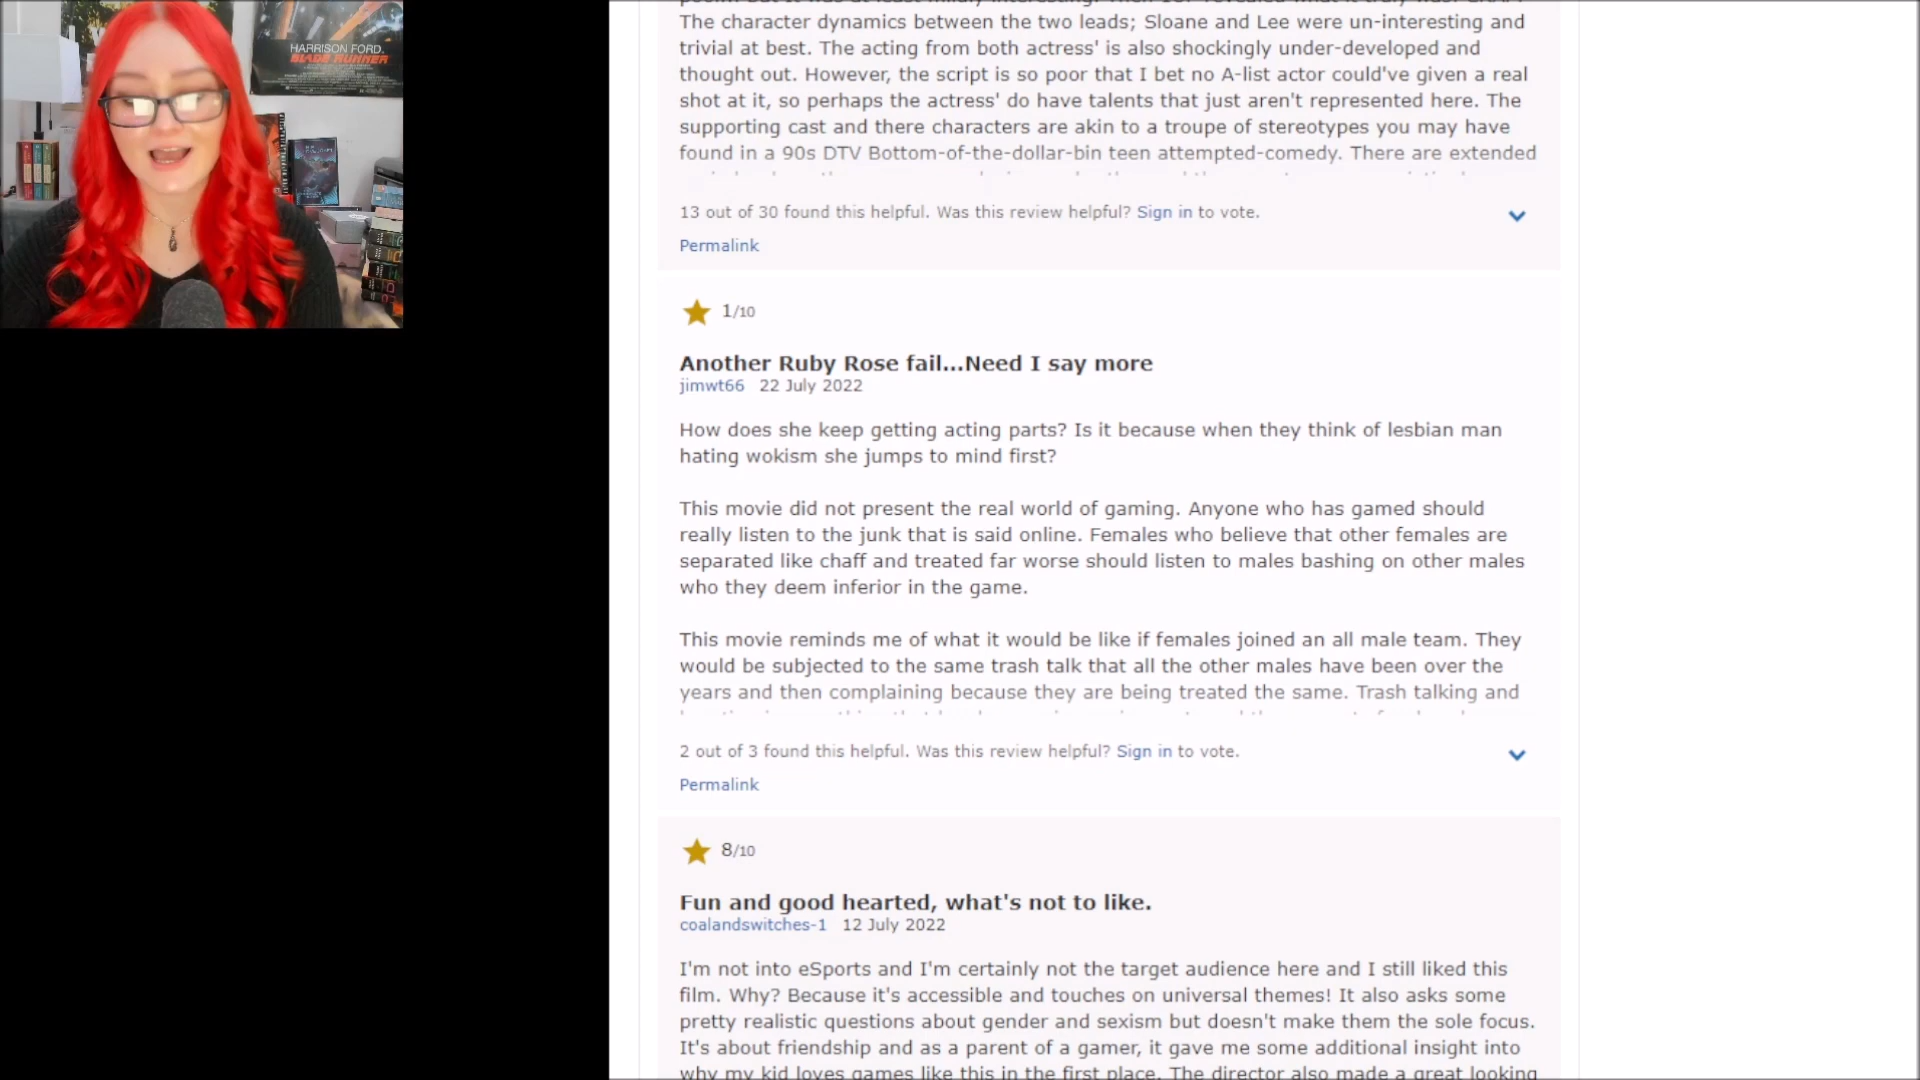 HARRISON FORD.
BLADE RUNNER
The character dynamics between the two leads; Sloane and Lee were un-interesting and
trivial at best. The acting from both actress' is also shockingly under-developed and
thought out. However, the script is so poor that I bet no A-list actor could've given a real
shot at it, so perhaps the actress' do have talents that just aren't represented here. The
supporting cast and there characters are akin to a troupe of stereotypes you may have
found in a 90s DTV Bottom-of-the-dollar-bin teen attempted-comedy. There are extended
13 out of 30 found this helpful. Was this review helpful? Sign in to vote.
Permalink
1/10
Another Ruby Rose fail...Need I say more
jimwt66 22 July 2022
How does she keep getting acting parts? Is it because when they think of lesbian man
hating wokism she jumps to mind first?
This movie did not present the real world of gaming. Anyone who has gamed should
really listen to the junk that is said online. Females who believe that other females are
separated like chaff and treated far worse should listen to males bashing on other males
who they deem inferior in the game.
This movie reminds me of what it would be like if females joined an all male team. They
would be subjected to the same trash talk that all the other males have been over the
years and then complaining because they are being treated the same. Trash talking and
2 out of 3 found this helpful. Was this review helpful? Sign in to vote.
Permalink
8/10
Fun and good hearted, what's not to like.
coalandswitches-1 12 July 2022
I'm not into eSports and I'm certainly not the target audience here and I still liked this
film. Why? Because it's accessible and touches on universal themes! It also asks some
pretty realistic questions about gender and sexism but doesn't make them the sole focus.
It's about friendship and as a parent of a gamer, it gave me some additional insight into
why my kid loves games like this in the first place. The director also made a great looking